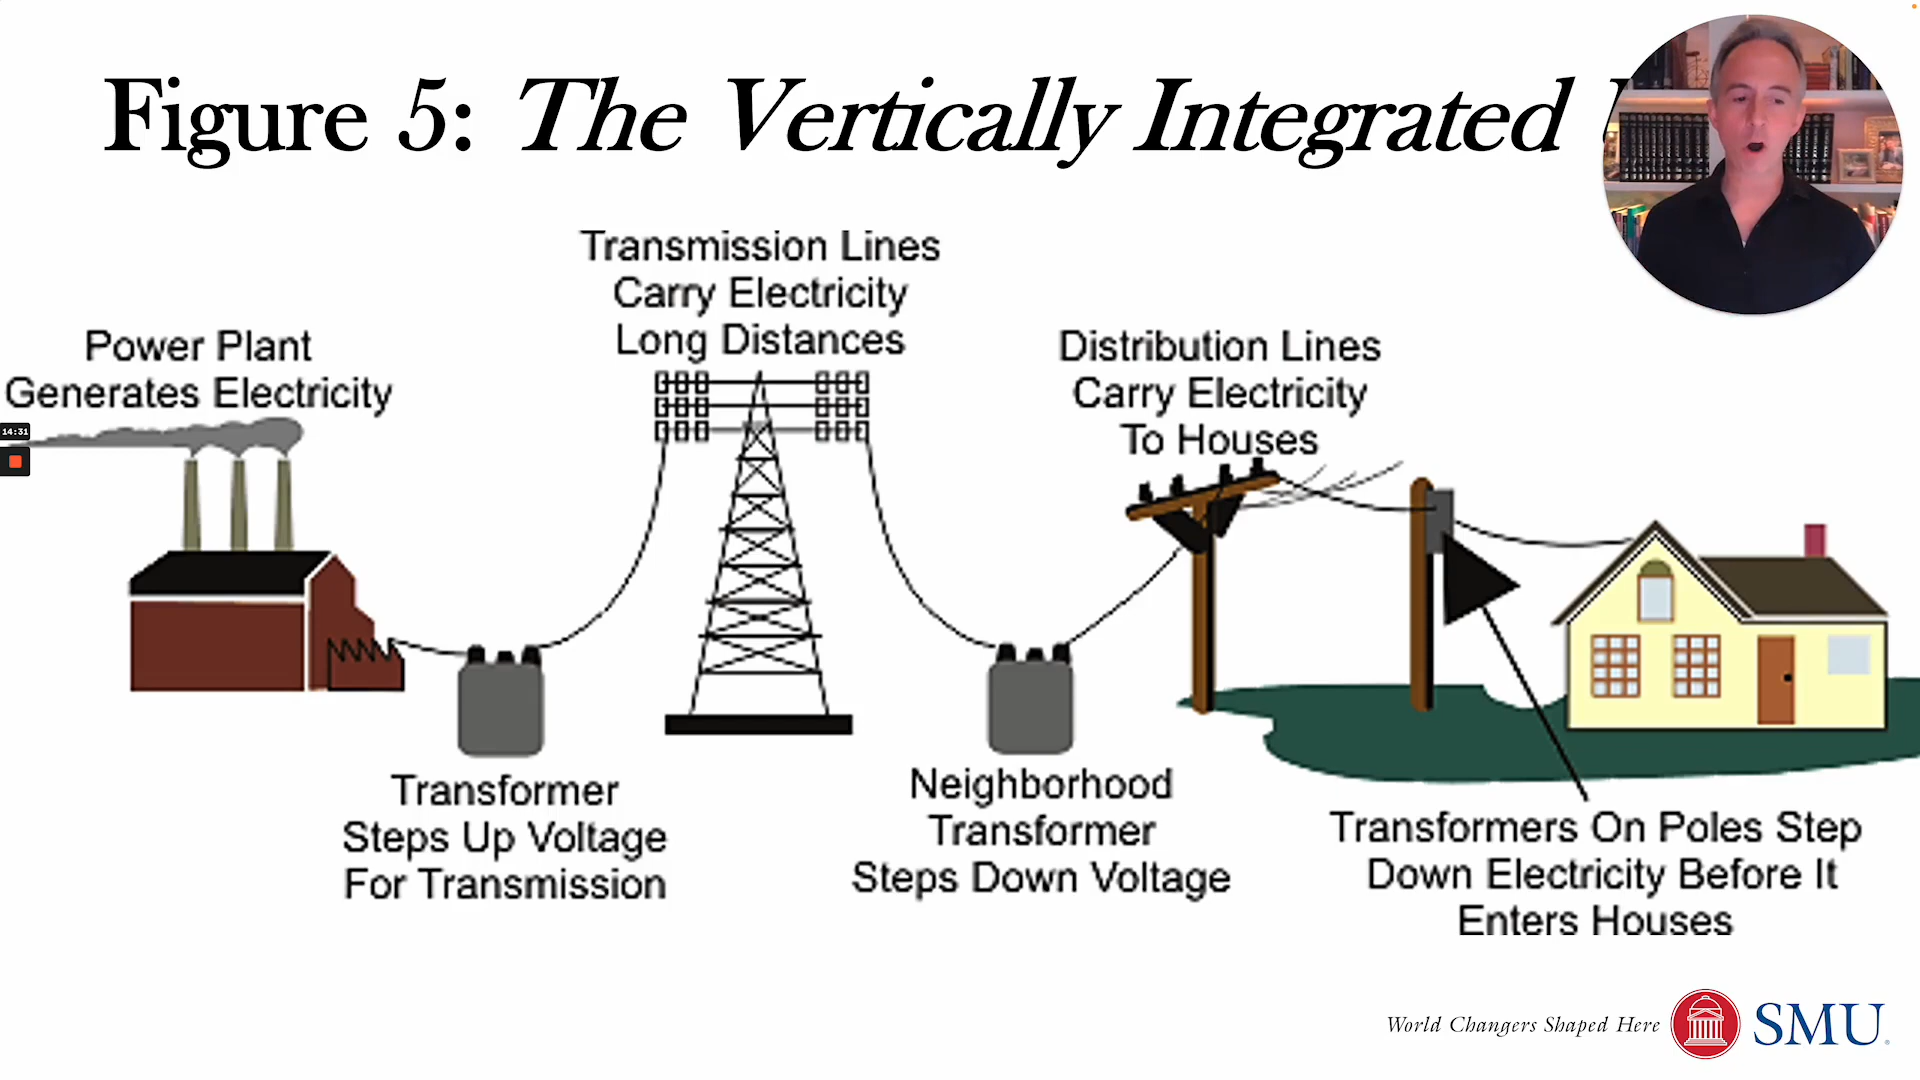 Figure 5: The Vertically Integrated
Transmission Lines
Carry Electricity
Long Distances
Power Plant
Generates Electricity
Distribution Lines
Carry Electricity
To Houses
14:31
Transformer
Steps Up Voltage
For Transmission
Neighborhood
Transformer
Steps Down Voltage
Transformers On Poles Step
Down Electricity Before It
Enters Houses
World Changers Shaped Here
SMU